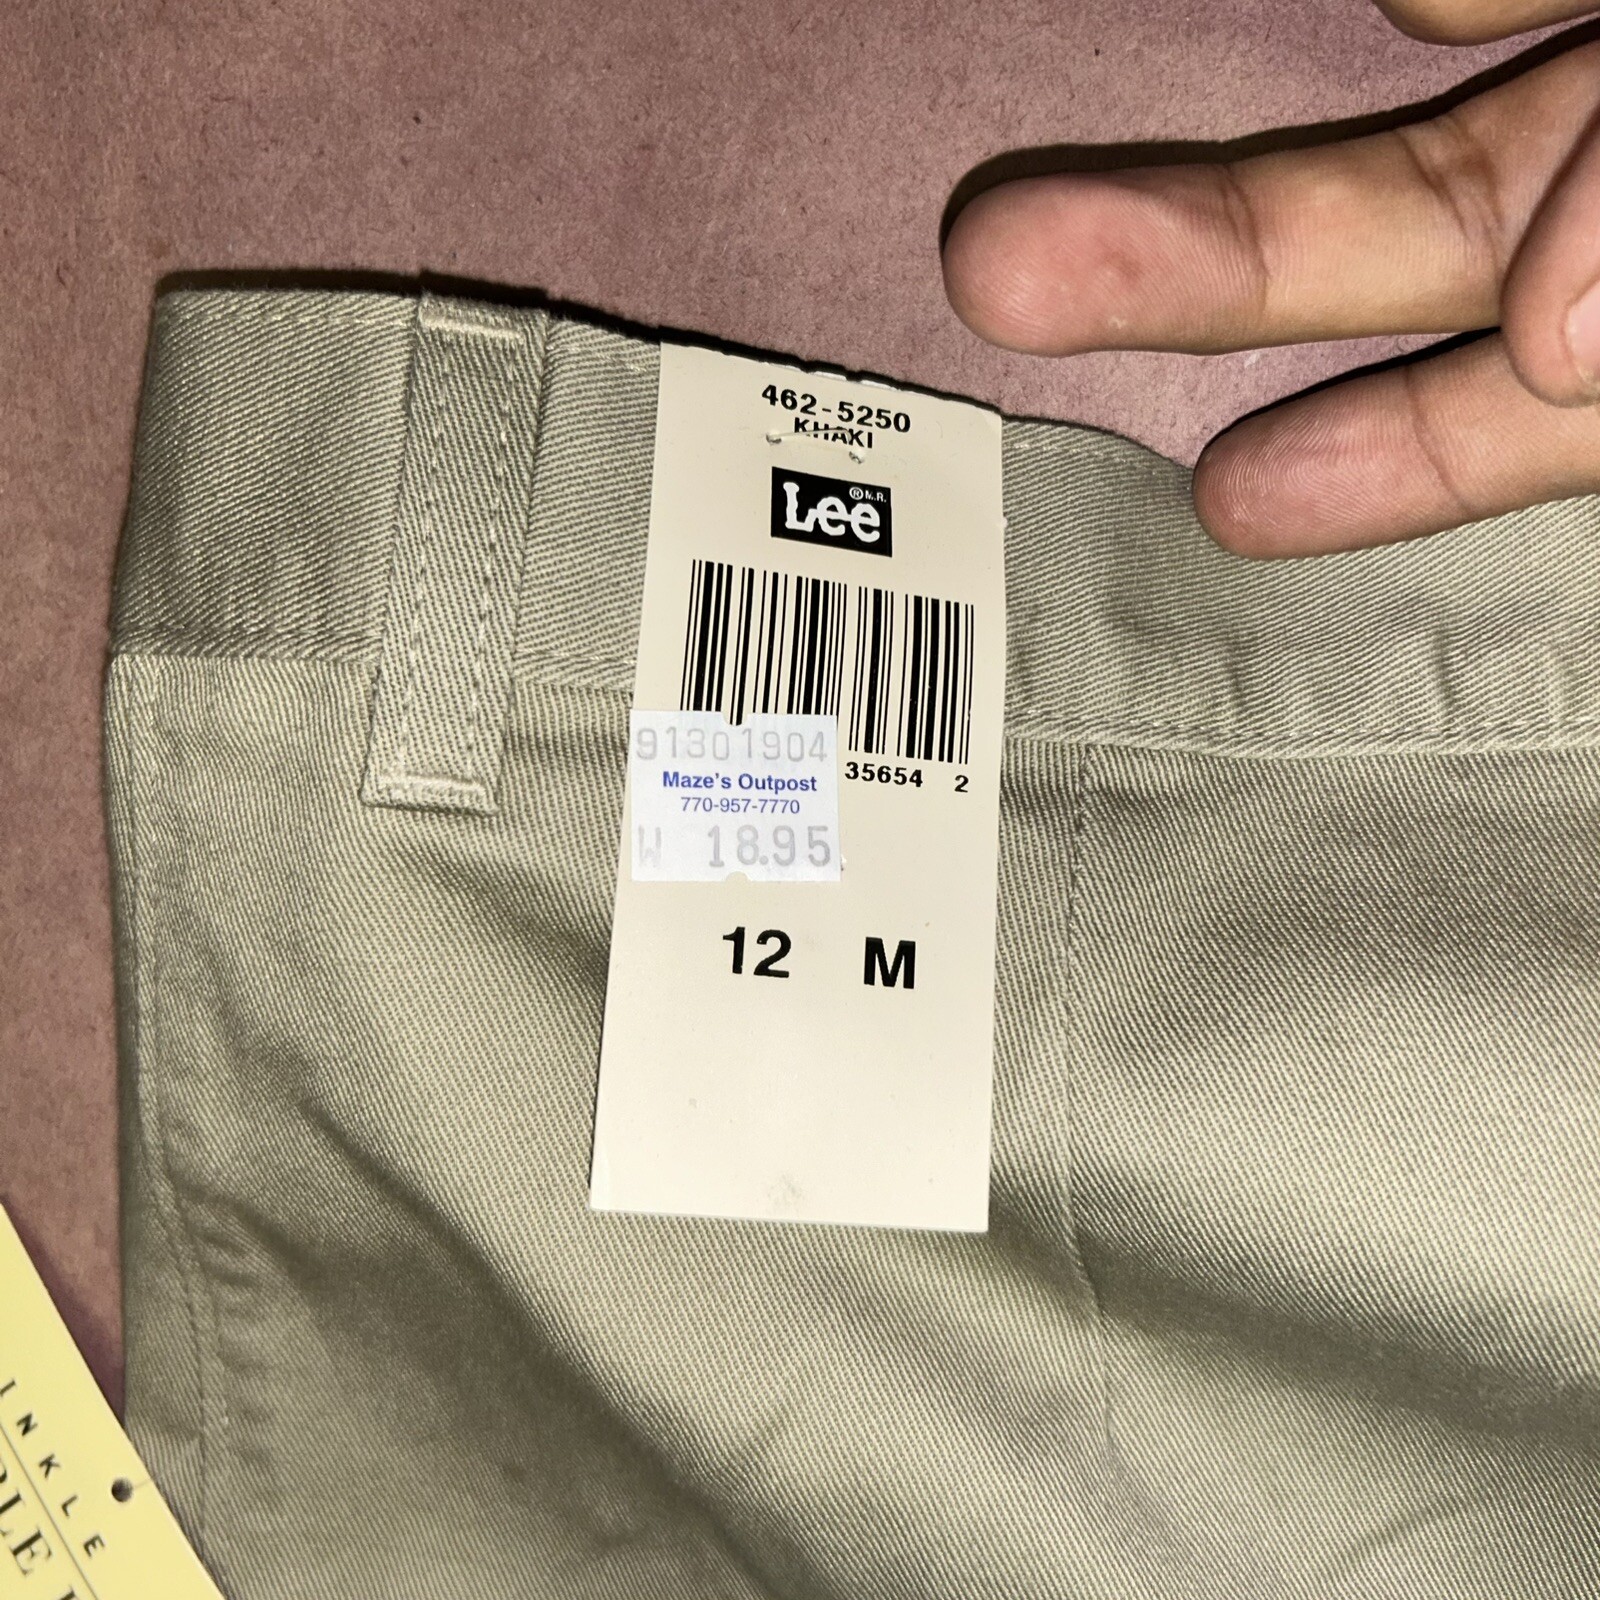 462-5250
KHAKI
Lee ® M.R.
35654 2
91301904
Maze's Outpost
770-957-7770
W 18.95
12 M
INKLE